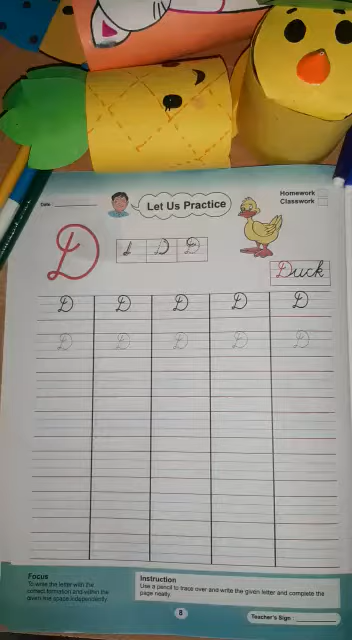 Date
Let Us Practice
Homework
Classwork
D
D D
Duck
D D D D D
D D D D D
Focus
To write the letter with the
correct formation and within the
given line space independently.
Instruction
Use a pencil to trace over and write the given letter and complete the
page neatly.
8
Teacher's Sign :